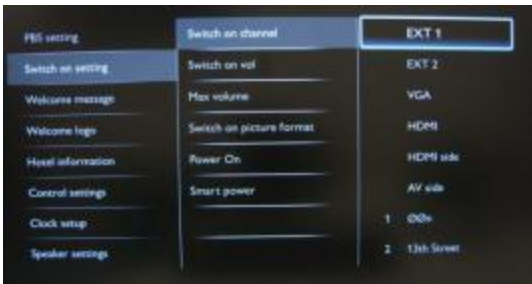 PBS setting
Switch on setting
Welcome message
Welcome logo
Hotel information
Control settings
Clock setup
Speaker settings
Switch on channel
Switch on vol
Max volume
Switch on picture format
Power On
Smart power
EXT 1
EXT 2
VGA
HDMI
HDMI side
AV side
1
2 13th Street